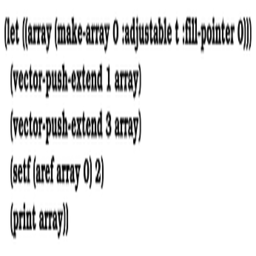 (let ((array (make-array 0 :adjustable t :fill-pointer 0)))
(vector-push-extend 1 array)
(vector-push-extend 3 array)
(setf (aref array 0) 2)
(print array))